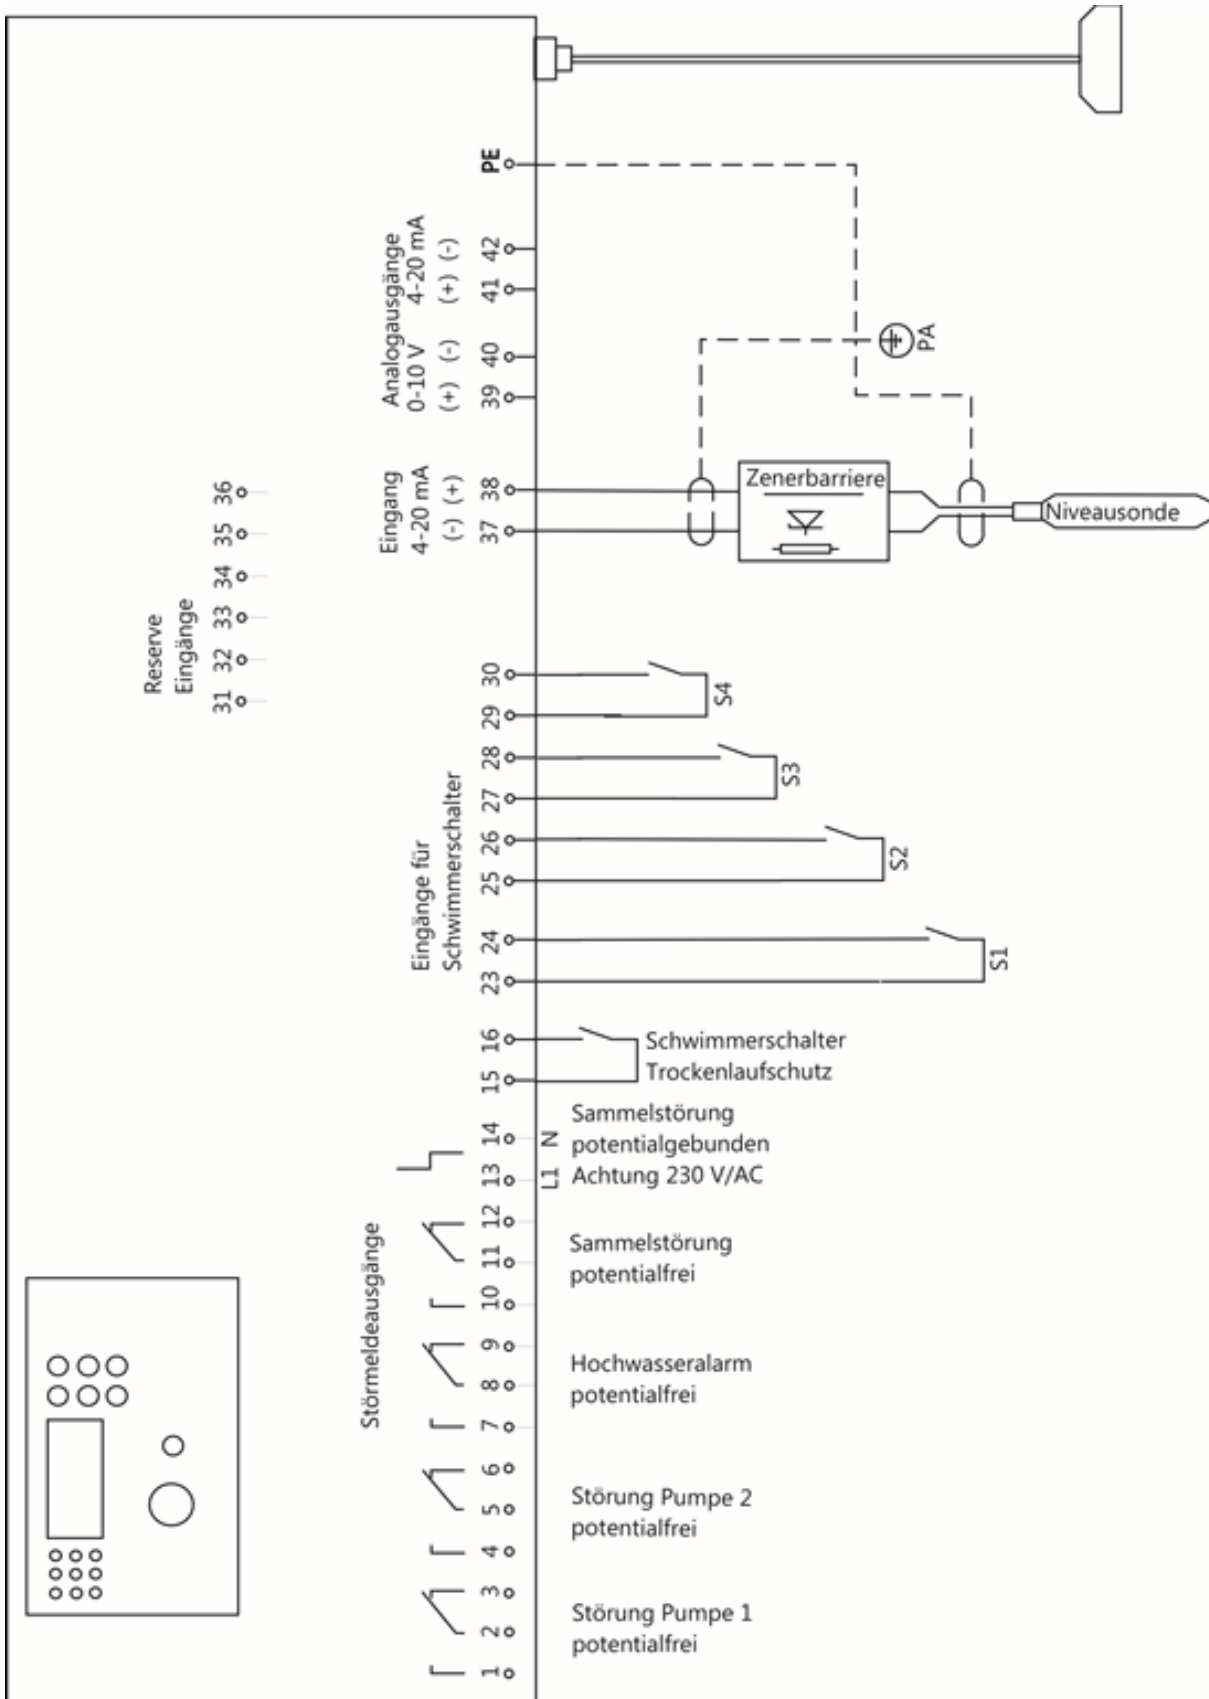 PE
Analogausgänge
4-20 mA
(-)
42
(+)
41
0-10 V
(-)
40
(+)
39
PA
Eingang
4-20 mA
(+)
38
(-)
37
Zenerbarriere
Niveausonde
36
35
34
33
32
31
Reserve
Eingänge
Eingänge für
Schwimmerschalter
30
29
S4
28
27
S3
26
25
S2
24
23
S1
16
15
Schwimmerschalter
Trockenlaufschutz
14
N
13
L1
Sammelstörung
potentialgebunden
Achtung 230 V/AC
Störmeldeausgänge
12
11
10
Sammelstörung
potentialfrei
9
8
7
Hochwasseralarm
potentialfrei
6
5
4
Störung Pumpe 2
potentialfrei
3
2
1
Störung Pumpe 1
potentialfrei